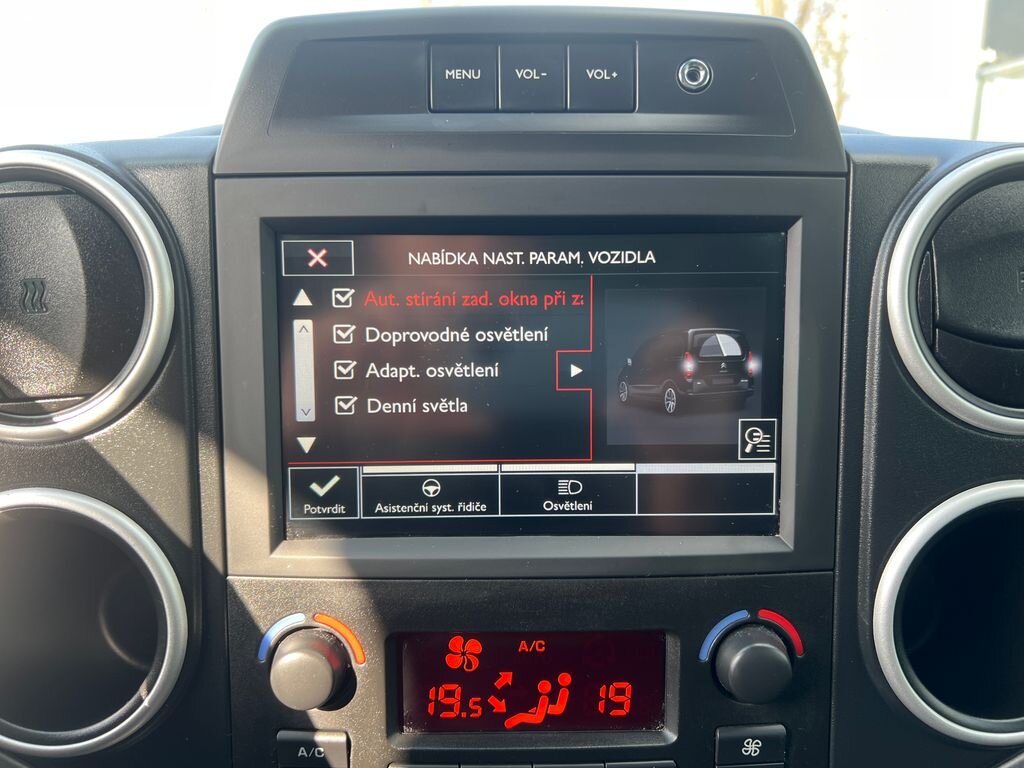 MENU
VOL-
VOL+
NABÍDKA NAST. PARAM. VOZIDLA
Aut. stírání zad. okna při
Doprovodné osvětlení
Adapt. osvětlení
Denní světla
Potvrdit
Asistenční syst. řidiče
Osvětlení
A/C
19.5
19
A/C